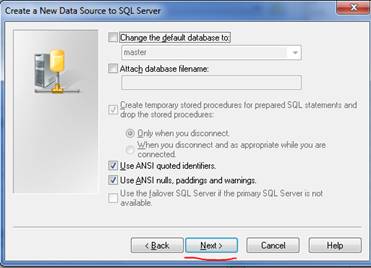 Create a New Data Source to SQL Server
Change the default database to:
master
Attach database filename:
Create temporary stored procedures for prepared SQL statements and
drop the stored procedures:
Only when you disconnect.
When you disconnect and as appropriate while you are
connected.
Use ANSI quoted identifiers.
Use ANSI nulls, paddings and warnings.
Use the failover SQL Server if the primary SQL Server is not
available.
< Back
Next >
Cancel
Help